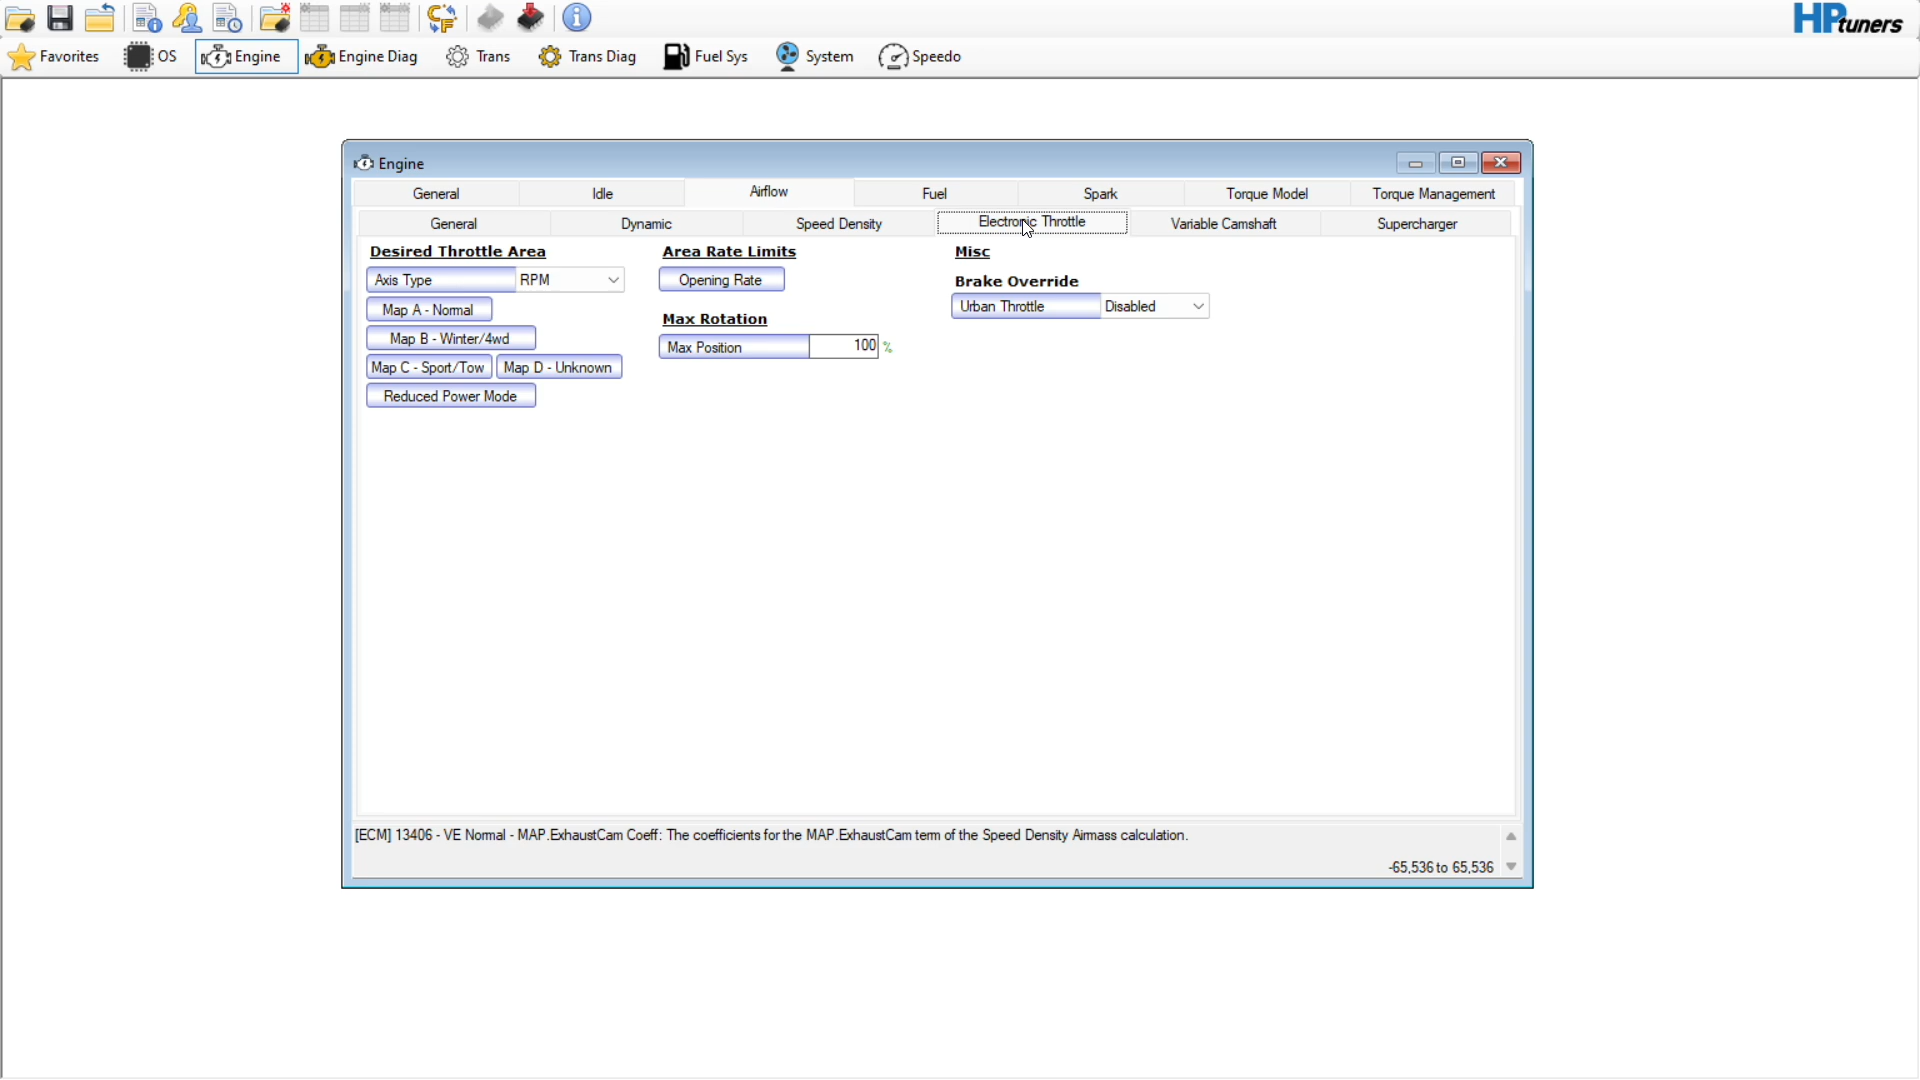 HPtuners
Favorites OS Engine Engine Diag Trans Trans Diag Fuel Sys System Speedo
Engine
General Idle Airflow Fuel Spark Torque Model Torque Management
General Dynamic Speed Density Electronic Throttle Variable Camshaft Supercharger
Desired Throttle Area
Axis Type RPM
Map A - Normal
Map B - Winter/4wd
Map C - Sport/Tow Map D - Unknown
Reduced Power Mode
Area Rate Limits
Opening Rate
Max Rotation
Max Position 100 %
Misc
Brake Override
Urban Throttle Disabled
[ECM] 13406 - VE Normal - MAP.ExhaustCam Coeff: The coefficients for the MAP.ExhaustCam term of the Speed Density Airmass calculation.
-65,536 to 65,536